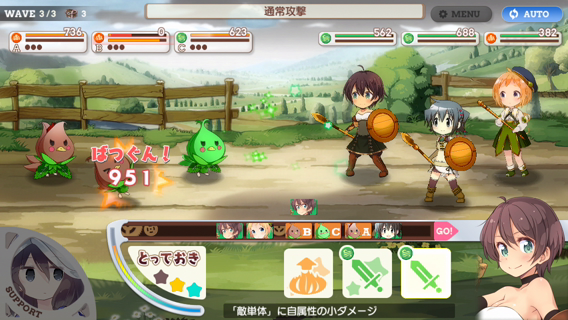 WAVE 3/3 3
通常攻撃
MENU
AUTO
A 736
B 0
C 623
562
688
382
ばつぐん!
951
B C A
GO!
とっておき
SUPPORT
「敵単体」に自属性の小ダメージ